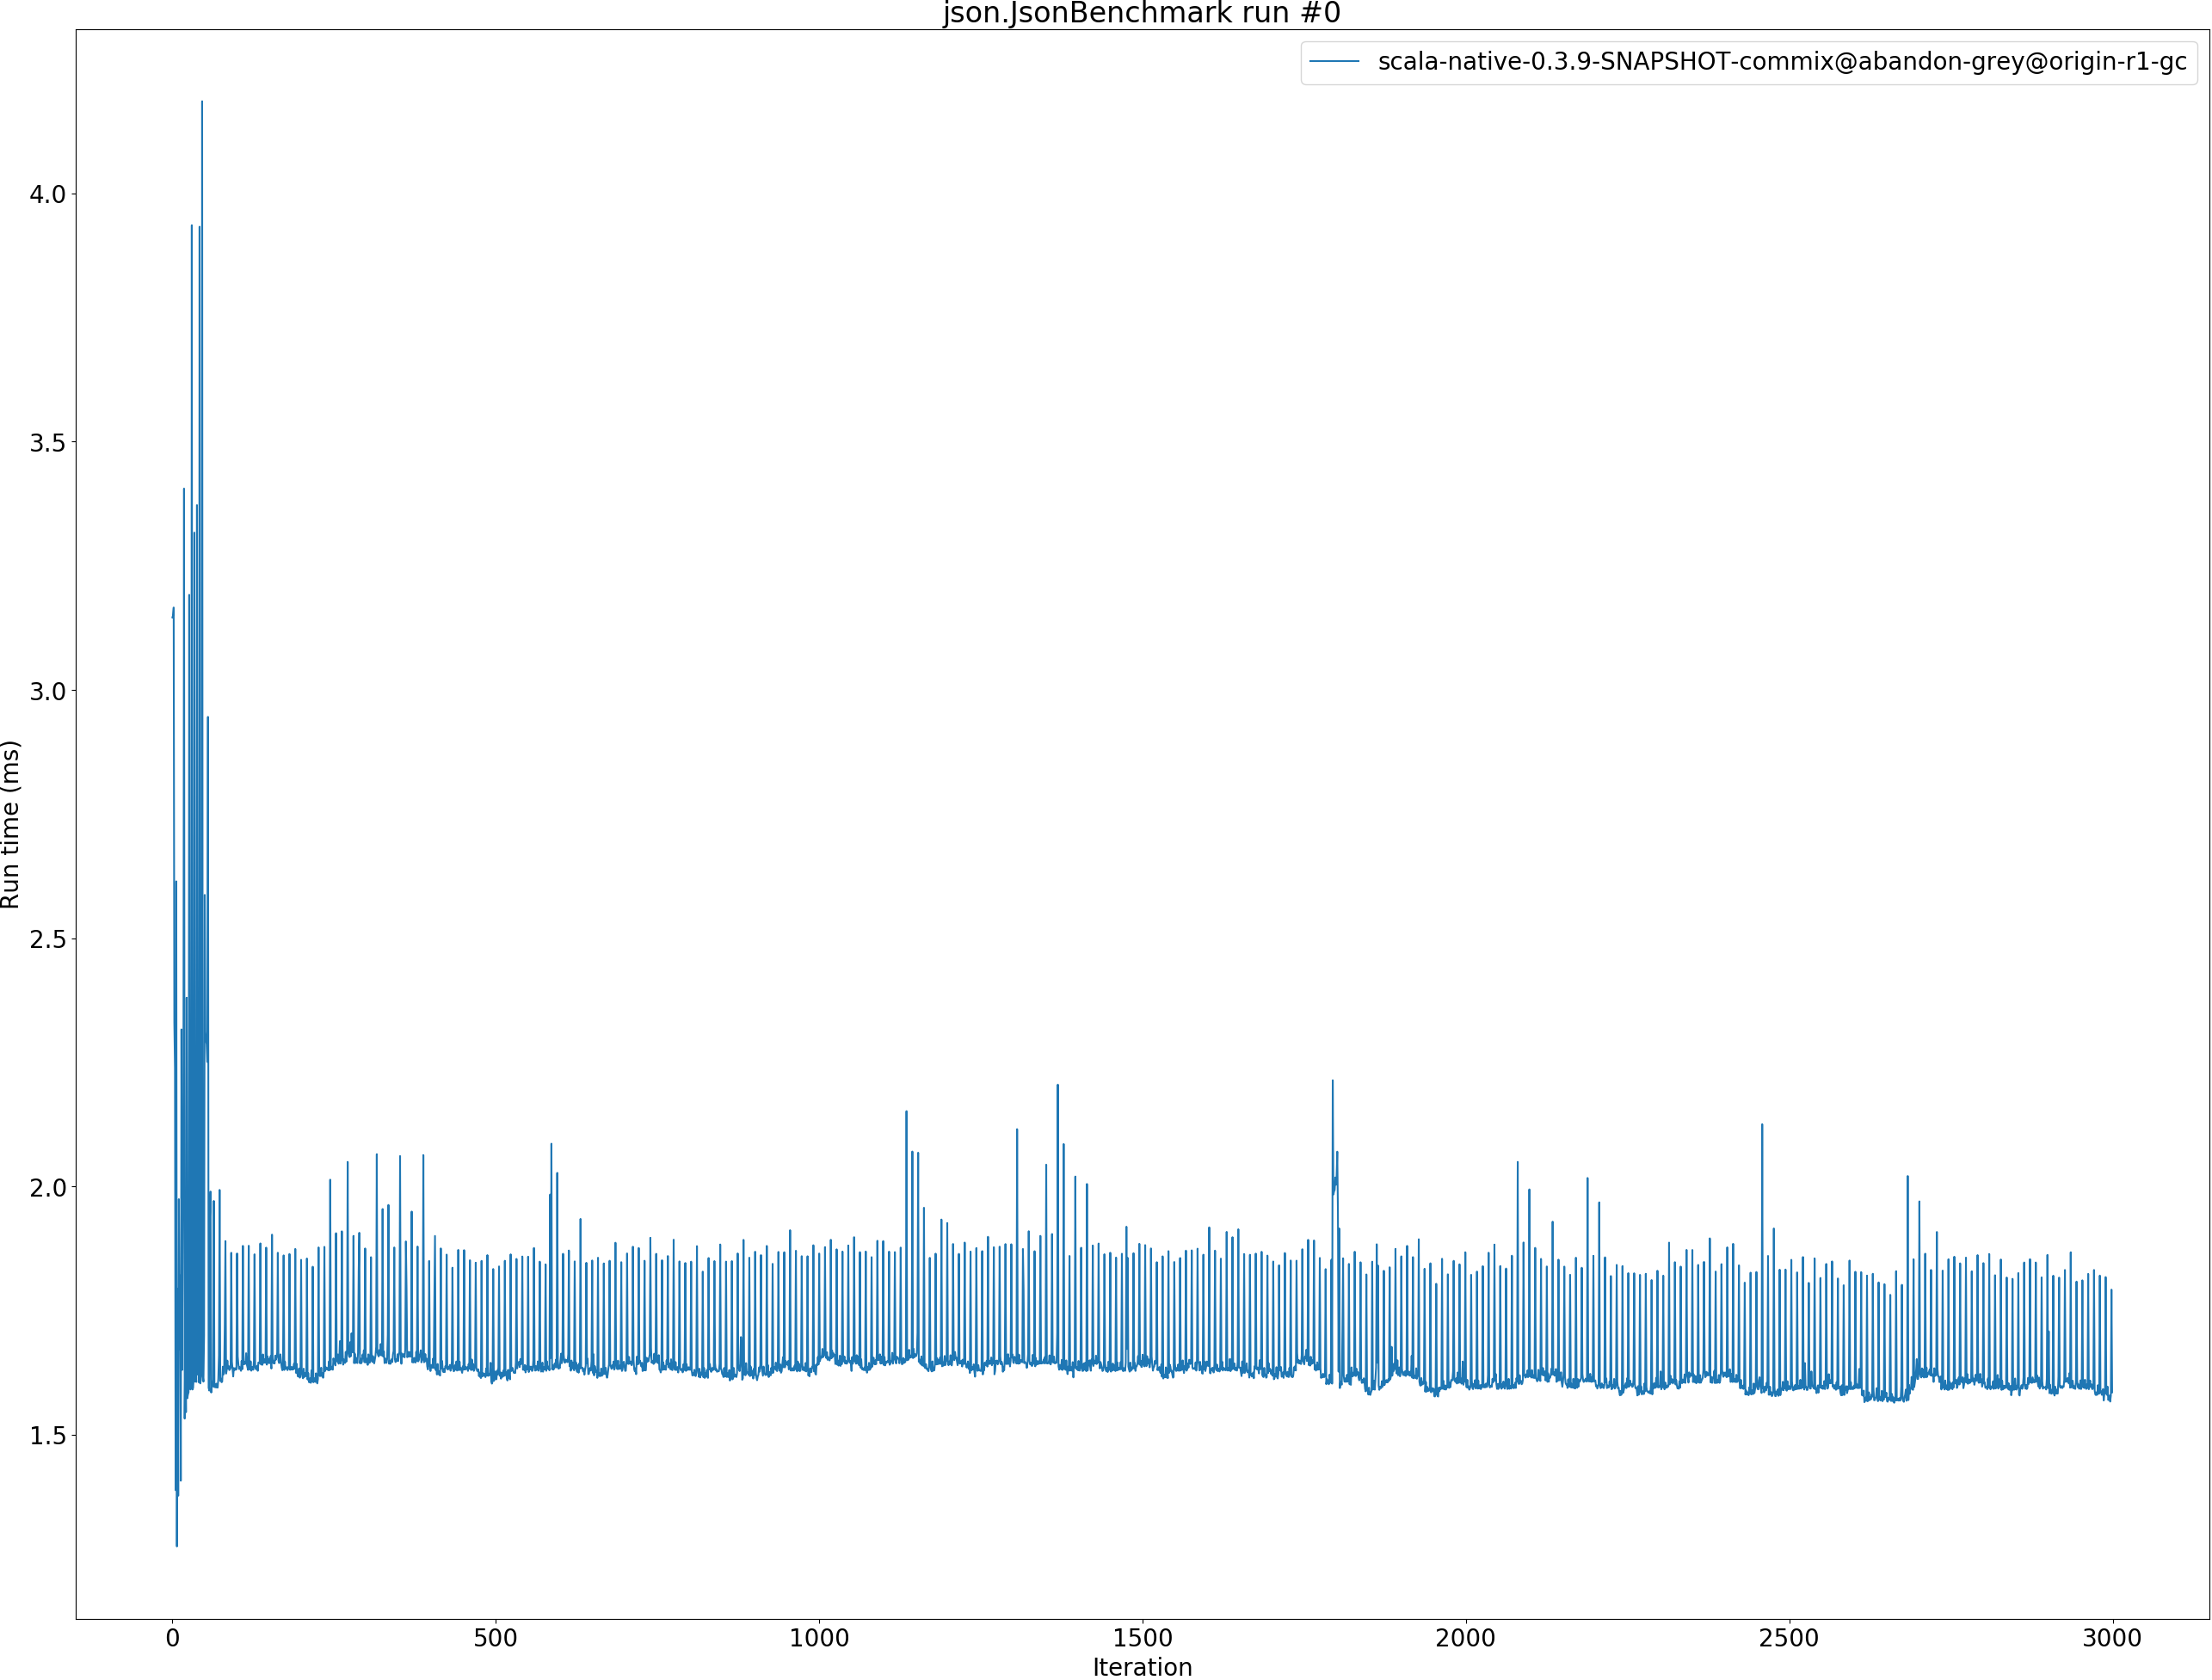 json.JsonBenchmark run #0
scala-native-0.3.9-SNAPSHOT-commix@abandon-grey@origin-r1-gc
Run time (ms)
4.0
3.5
3.0
2.5
2.0
1.5
0 500 1000 1500 2000 2500 3000
Iteration